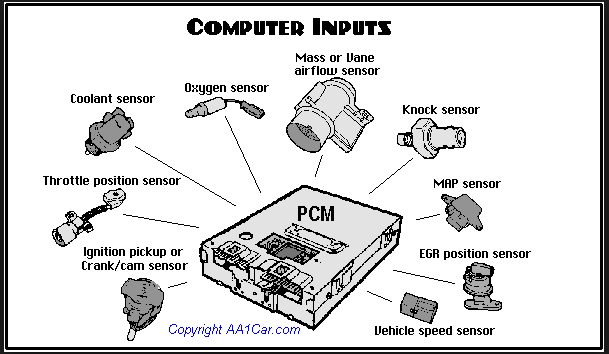 Computer Inputs
Mass or Vane
airflow sensor
Oxygen sensor
Coolant sensor
Knock sensor
Throttle position sensor
MAP sensor
PCM
Ignition pickup or
Crank/cam sensor
EGR position sensor
Vehicle speed sensor
Copyright AA1Car.com